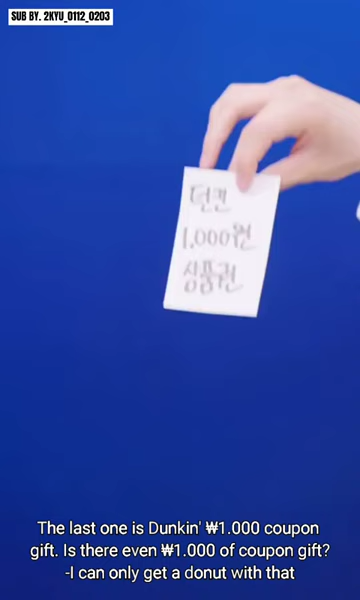 SUB BY. 2KYU_0112_0203
던킨
1,000원
상품권
The last one is Dunkin' ₩1.000 coupon
gift. Is there even ₩1.000 of coupon gift?
-I can only get a donut with that